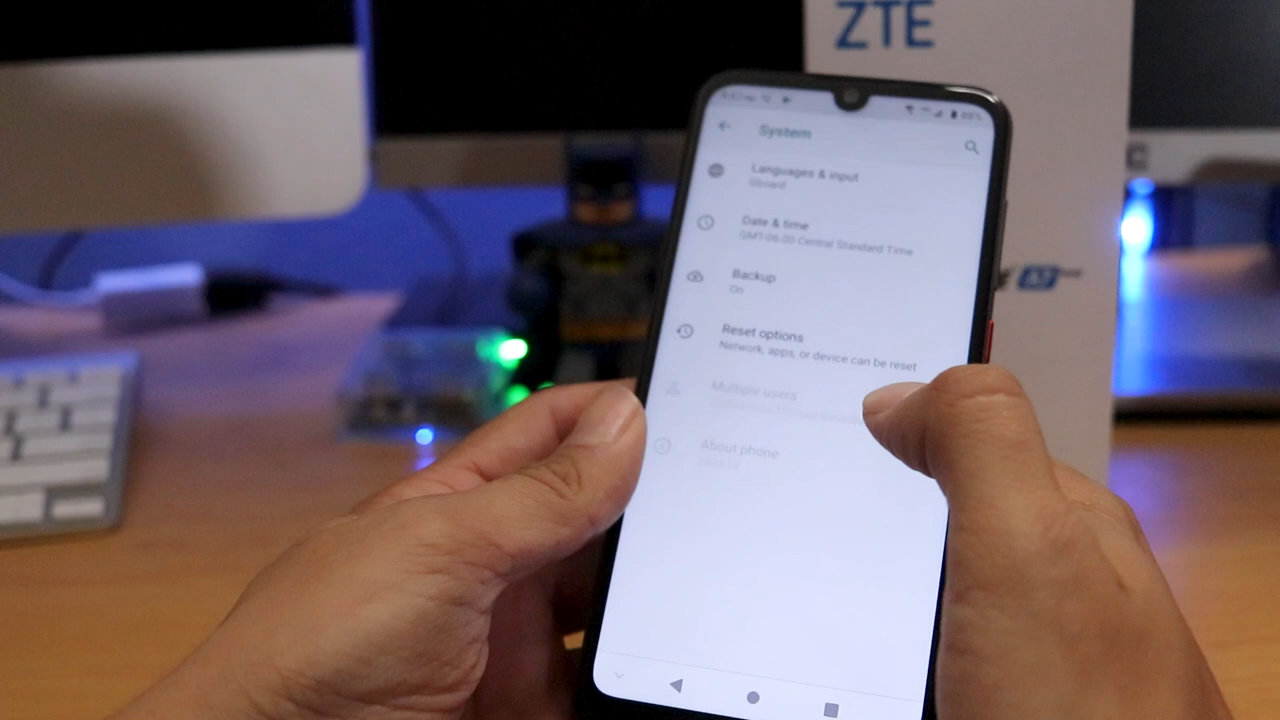 ZTE
System
Languages & input
Gboard
Date & time
GMT-06:00 Central Standard Time
Backup
On
Reset options
Network, apps, or device can be reset
Multiple users
About phone
A7